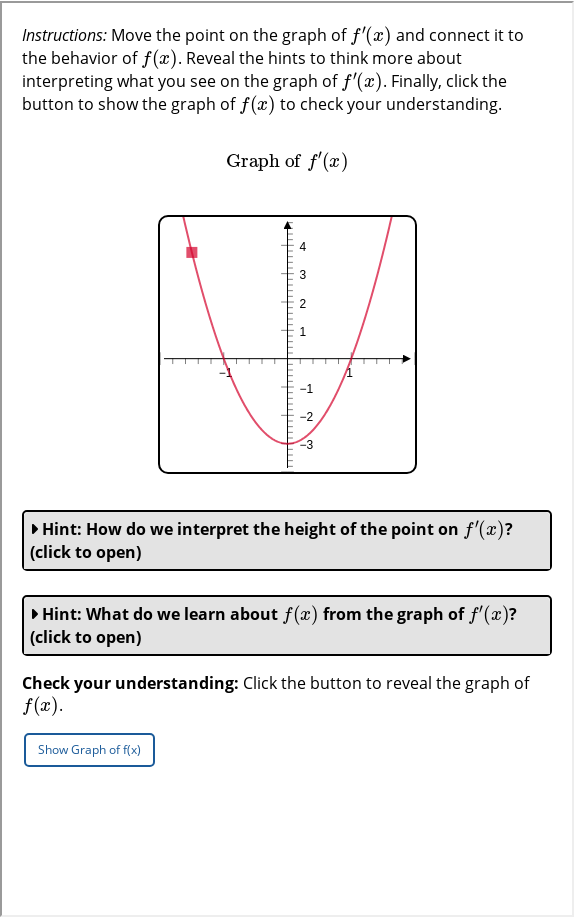 Instructions: Move the point on the graph of f′(x) and connect it to
the behavior of f(x). Reveal the hints to think more about
interpreting what you see on the graph of f′(x). Finally, click the
button to show the graph of f(x) to check your understanding.
Graph of f′(x)
4
3
2
1
−1
1
−1
−2
−3
Hint: How do we interpret the height of the point on f′(x)?
(click to open)
Hint: What do we learn about f(x) from the graph of f′(x)?
(click to open)
Check your understanding: Click the button to reveal the graph of
f(x).
Show Graph of f(x)